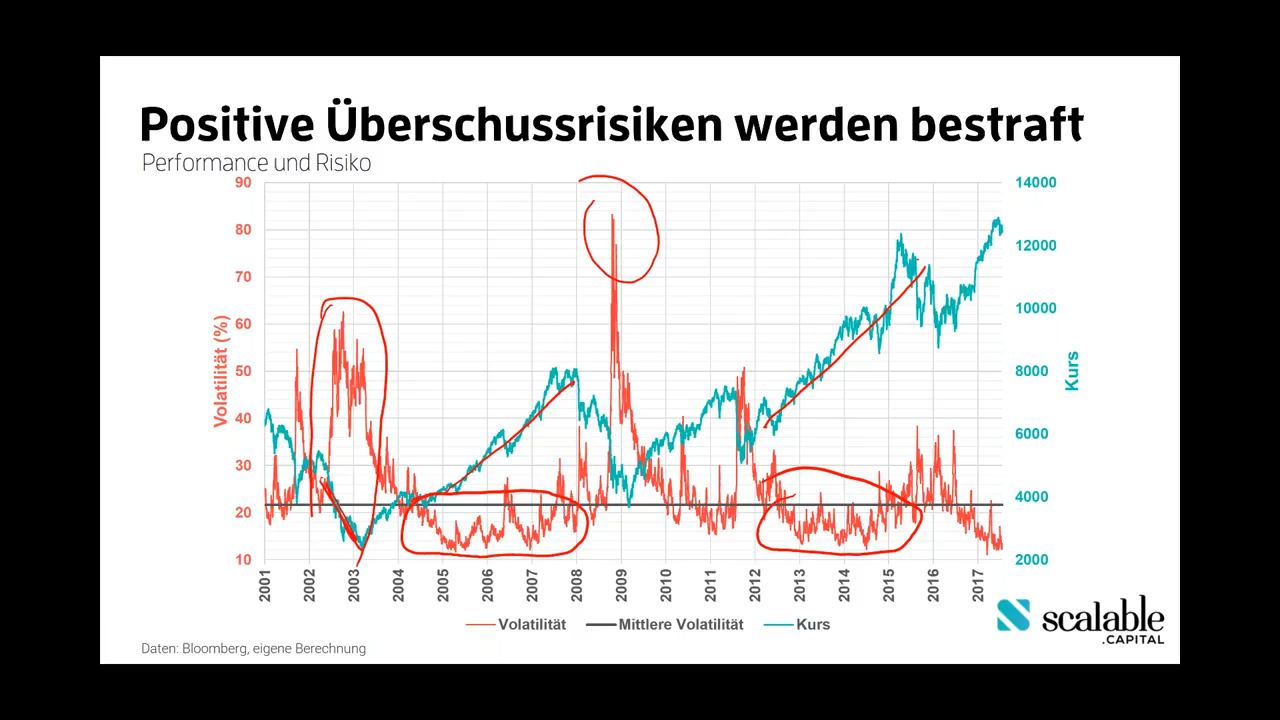 Positive Überschussrisiken werden bestraft
Performance und Risiko
90
80
70
60
50
40
30
20
10
Volatilität (%)
14000
12000
10000
8000
6000
4000
2000
Kurs
2001 2002 2003 2004 2005 2006 2007 2008 2009 2010 2011 2012 2013 2014 2015 2016 2017
Volatilität Mittlere Volatilität Kurs
scalable
.CAPITAL
Daten: Bloomberg, eigene Berechnung